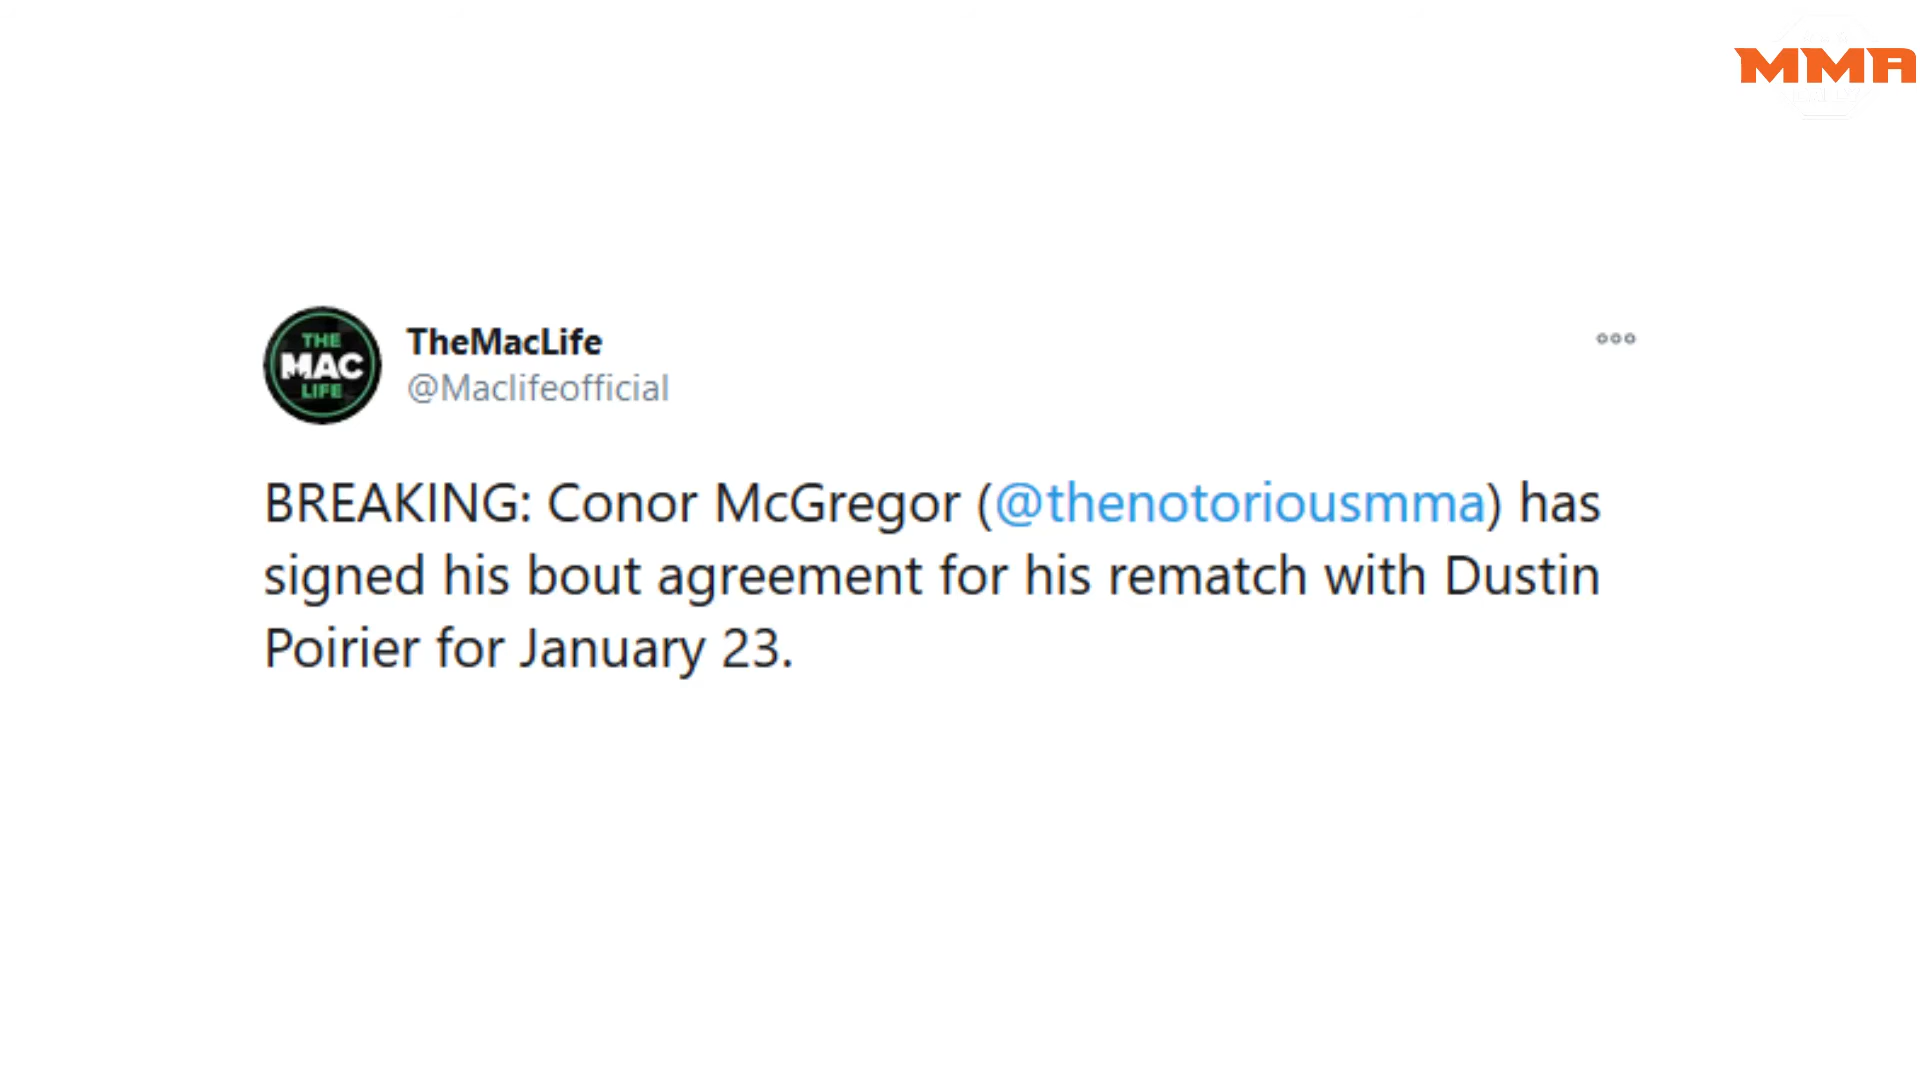 MMA
THE
MAC
LIFE
TheMacLife
@Maclifeofficial
BREAKING: Conor McGregor (@thenotoriousmma) has
signed his bout agreement for his rematch with Dustin
Poirier for January 23.